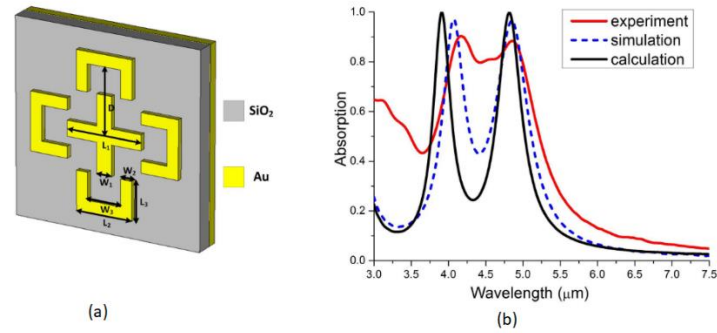 (a)
D
L₁
W₁
W₂
L₃
W₃
L₂
SiO₂
Au
experiment
simulation
calculation
Absorption
1.0
0.8
0.6
0.4
0.2
0.0
3.0 3.5 4.0 4.5 5.0 5.5 6.0 6.5 7.0 7.5
Wavelength (μm)
(a)
(b)